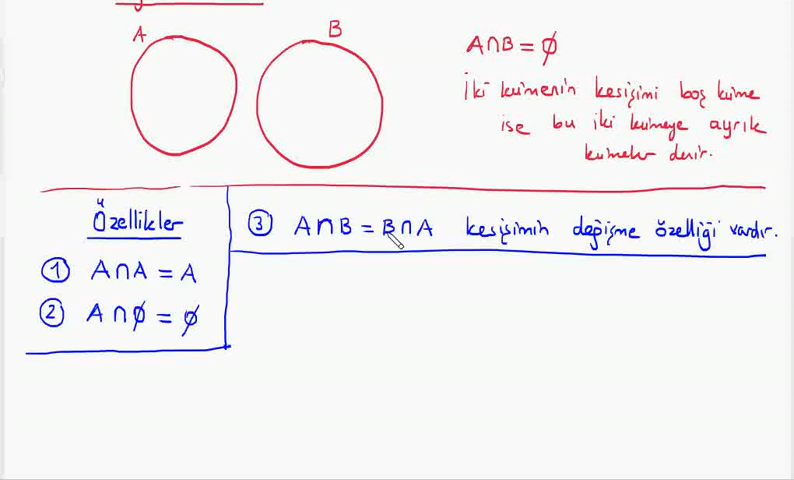 A B
A∩B = ∅
İki kümenin kesişimi boş küme
ise bu iki kümeye ayrık
kümeler denir.
Özellikler
① A∩A = A
② A∩∅ = ∅
③ A∩B = B∩A kesişimin değişme özelliği vardır.